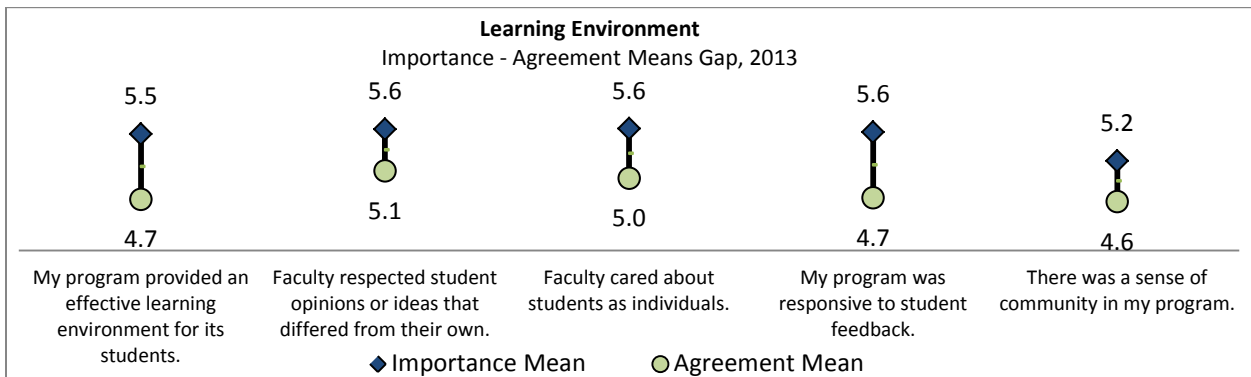 Learning Environment
Importance - Agreement Means Gap, 2013
5.5
5.6
5.6
5.6
5.2
4.7
5.1
5.0
4.7
4.6
My program provided an
effective learning
environment for its
students.
Faculty respected student
opinions or ideas that
differed from their own.
Faculty cared about
students as individuals.
My program was
responsive to student
feedback.
There was a sense of
community in my program.
Importance Mean
Agreement Mean